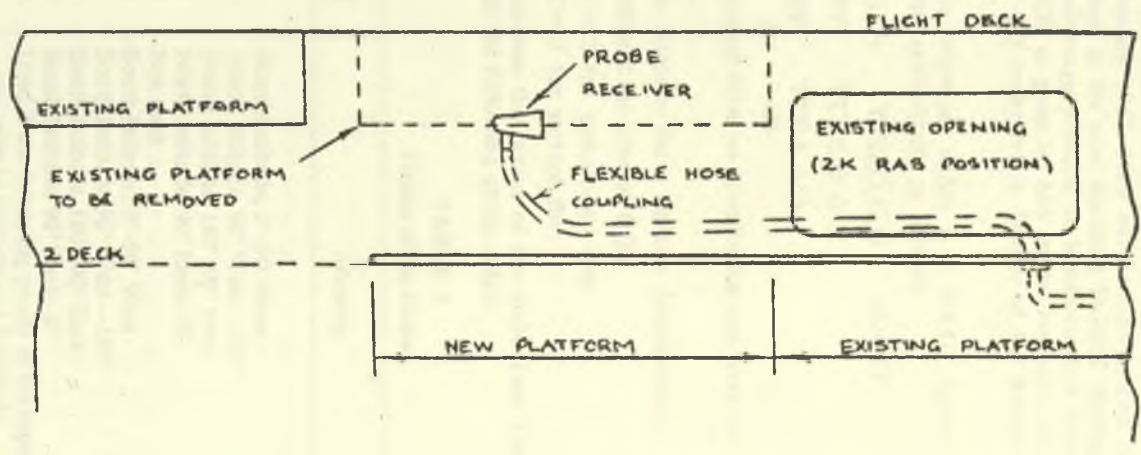 FLIGHT DECK
PROBE
RECEIVER
EXISTING PLATFORM
EXISTING OPENING
(2K RAS POSITION)
EXISTING PLATFORM
TO BE REMOVED
FLEXIBLE HOSE
COUPLING
2 DECK
NEW PLATFORM
EXISTING PLATFORM